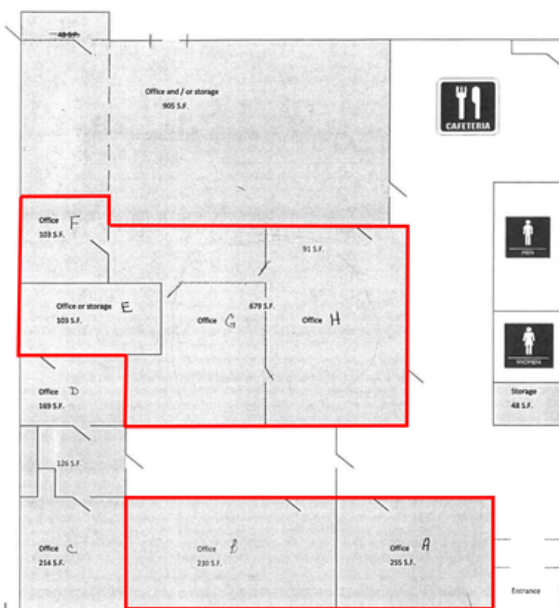 48 S.F.
Office and / or storage
905 S.F.
CAFETERIA
Office F
103 S.F.
91 S.F.
MEN
Office or storage E
103 S.F.
679 S.F.
Office G
Office H
WOMEN
Office D
169 S.F.
Storage
48 S.F.
126 S.F.
Office C
214 S.F.
Office B
230 S.F.
Office A
255 S.F.
Entrance